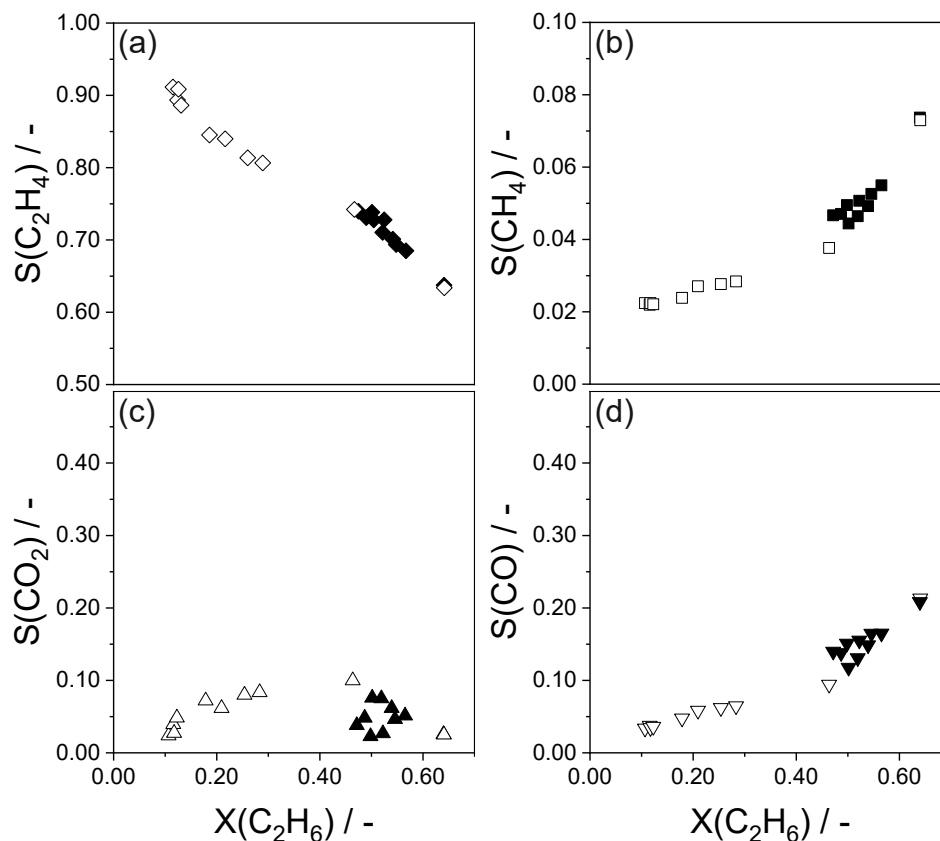 (a)
1.00
0.90
0.80
0.70
0.60
0.50
S(C₂H₄) / -
(b)
0.10
0.08
0.06
0.04
0.02
0.00
S(CH₄) / -
(c)
0.40
0.30
0.20
0.10
0.00
S(CO₂) / -
0.00 0.20 0.40 0.60
X(C₂H₆) / -
(d)
0.40
0.30
0.20
0.10
0.00
S(CO) / -
0.00 0.20 0.40 0.60
X(C₂H₆) / -